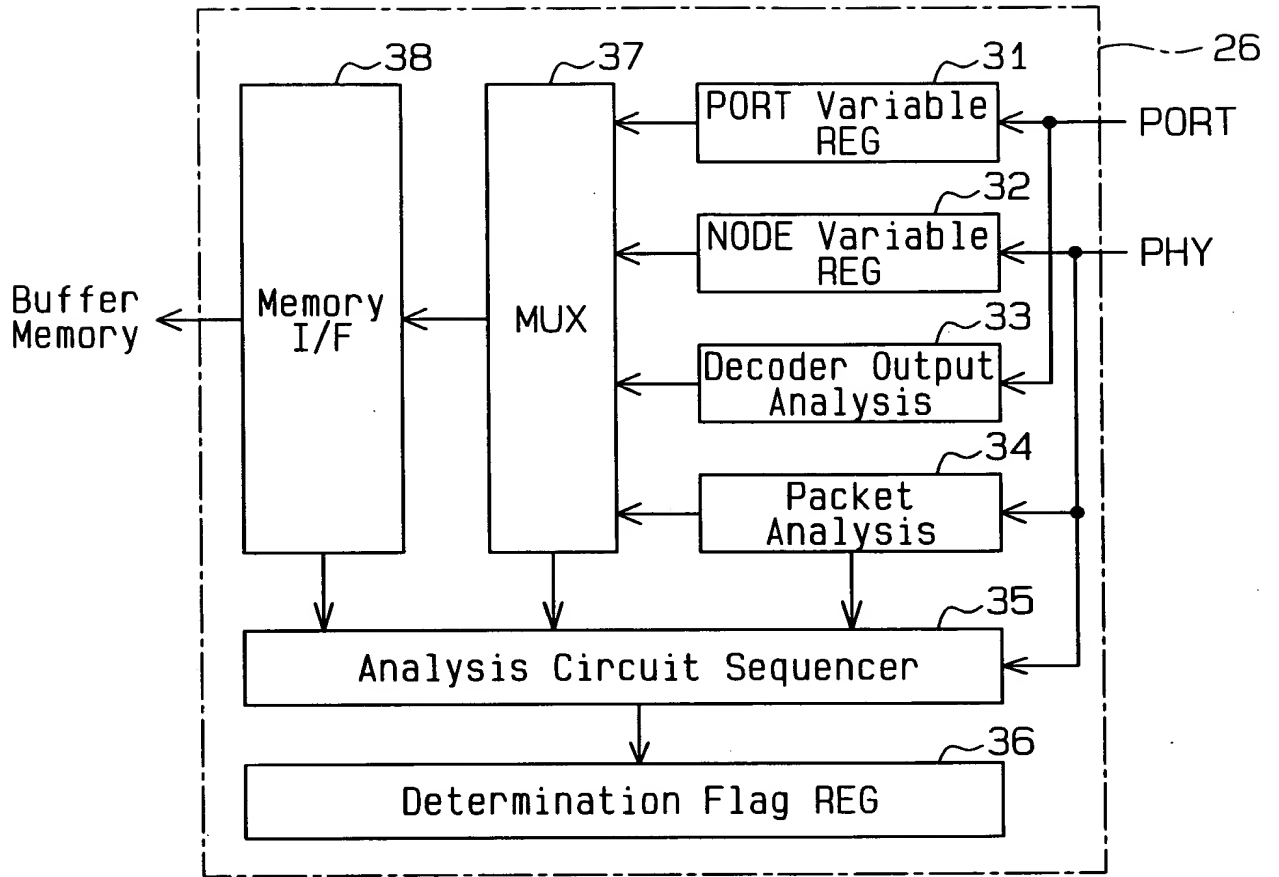 38
37
31
26
PORT Variable
REG
PORT
32
NODE Variable
REG
PHY
Buffer
Memory
Memory
I/F
MUX
33
Decoder Output
Analysis
34
Packet
Analysis
35
Analysis Circuit Sequencer
36
Determination Flag REG